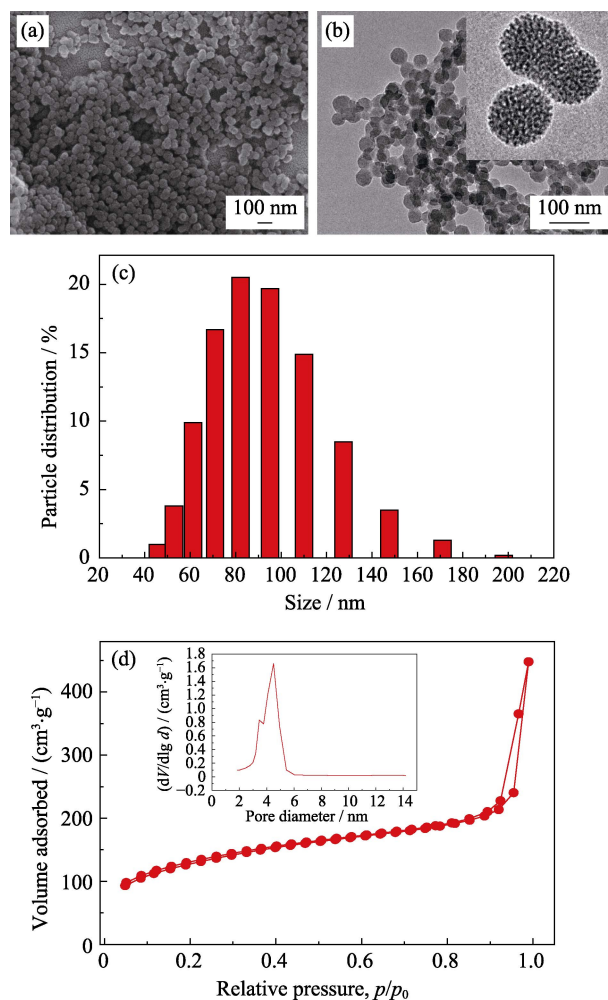 (a)
100 nm
(b)
100 nm
(c)
Particle distribution / %
20
15
10
5
0
20 40 60 80 100 120 140 160 180 200 220
Size / nm
(d)
Volume adsorbed / (cm³·g⁻¹)
400
300
200
100
0
0 0.2 0.4 0.6 0.8 1.0
Relative pressure, p/p₀
(dV/dlg d) / (cm³·g⁻¹)
1.8
1.6
1.4
1.2
1.0
0.8
0.6
0.4
0.2
0
−0.2
0 2 4 6 8 10 12 14
Pore diameter / nm